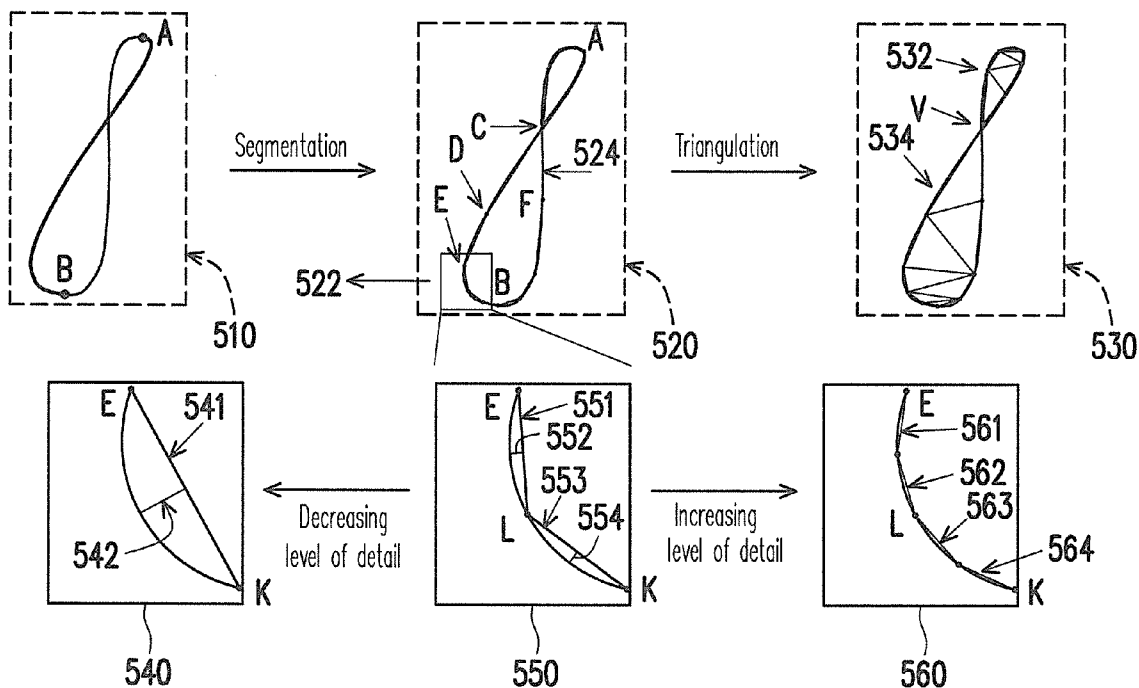 A
B
510
Segmentation
A
C
D
524
E
F
522
B
520
Triangulation
532
V
534
530
E
541
542
K
540
Decreasing
level of detail
E
551
552
553
554
L
K
550
Increasing
level of detail
E
561
562
563
L
564
K
560